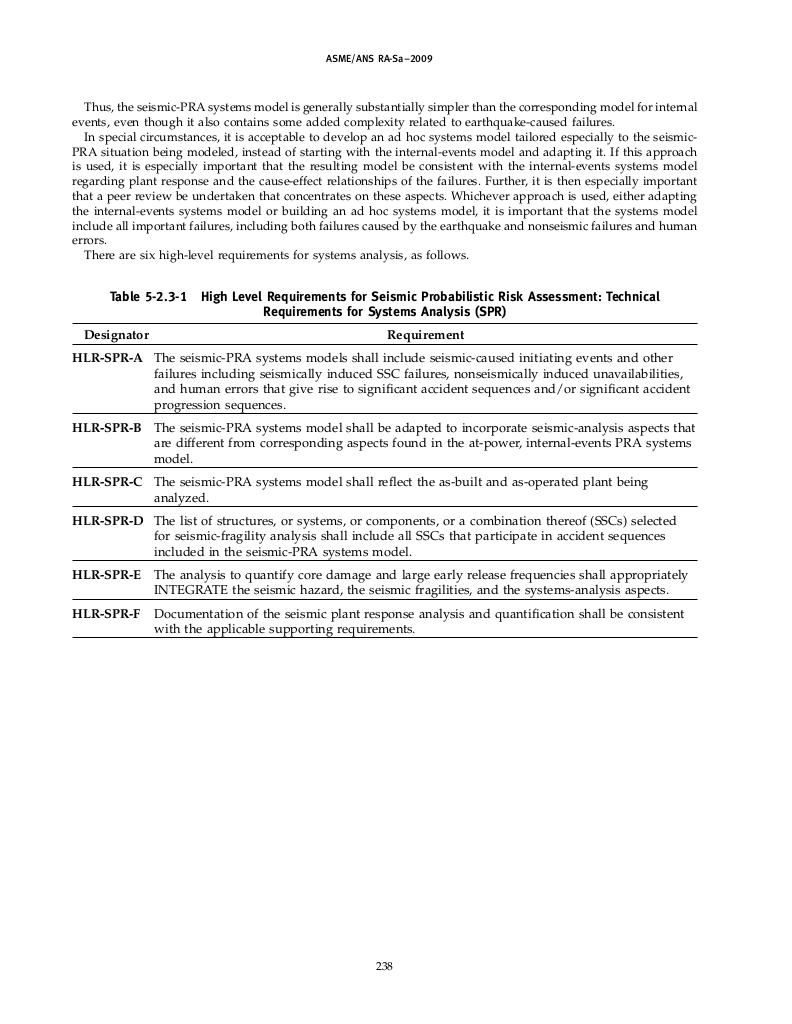 ASME/ANS RA-Sa–2009
Thus, the seismic-PRA systems model is generally substantially simpler than the corresponding model for internal
events, even though it also contains some added complexity related to earthquake-caused failures.
In special circumstances, it is acceptable to develop an ad hoc systems model tailored especially to the seismic-
PRA situation being modeled, instead of starting with the internal-events model and adapting it. If this approach
is used, it is especially important that the resulting model be consistent with the internal-events systems model
regarding plant response and the cause-effect relationships of the failures. Further, it is then especially important
that a peer review be undertaken that concentrates on these aspects. Whichever approach is used, either adapting
the internal-events systems model or building an ad hoc systems model, it is important that the systems model
include all important failures, including both failures caused by the earthquake and nonseismic failures and human
errors.
There are six high-level requirements for systems analysis, as follows.
Table 5-2.3-1 High Level Requirements for Seismic Probabilistic Risk Assessment: Technical
Requirements for Systems Analysis (SPR)
Designator Requirement
HLR-SPR-A The seismic-PRA systems models shall include seismic-caused initiating events and other
failures including seismically induced SSC failures, nonseismically induced unavailabilities,
and human errors that give rise to significant accident sequences and/or significant accident
progression sequences.
HLR-SPR-B The seismic-PRA systems model shall be adapted to incorporate seismic-analysis aspects that
are different from corresponding aspects found in the at-power, internal-events PRA systems
model.
HLR-SPR-C The seismic-PRA systems model shall reflect the as-built and as-operated plant being
analyzed.
HLR-SPR-D The list of structures, or systems, or components, or a combination thereof (SSCs) selected
for seismic-fragility analysis shall include all SSCs that participate in accident sequences
included in the seismic-PRA systems model.
HLR-SPR-E The analysis to quantify core damage and large early release frequencies shall appropriately
INTEGRATE the seismic hazard, the seismic fragilities, and the systems-analysis aspects.
HLR-SPR-F Documentation of the seismic plant response analysis and quantification shall be consistent
with the applicable supporting requirements.
238